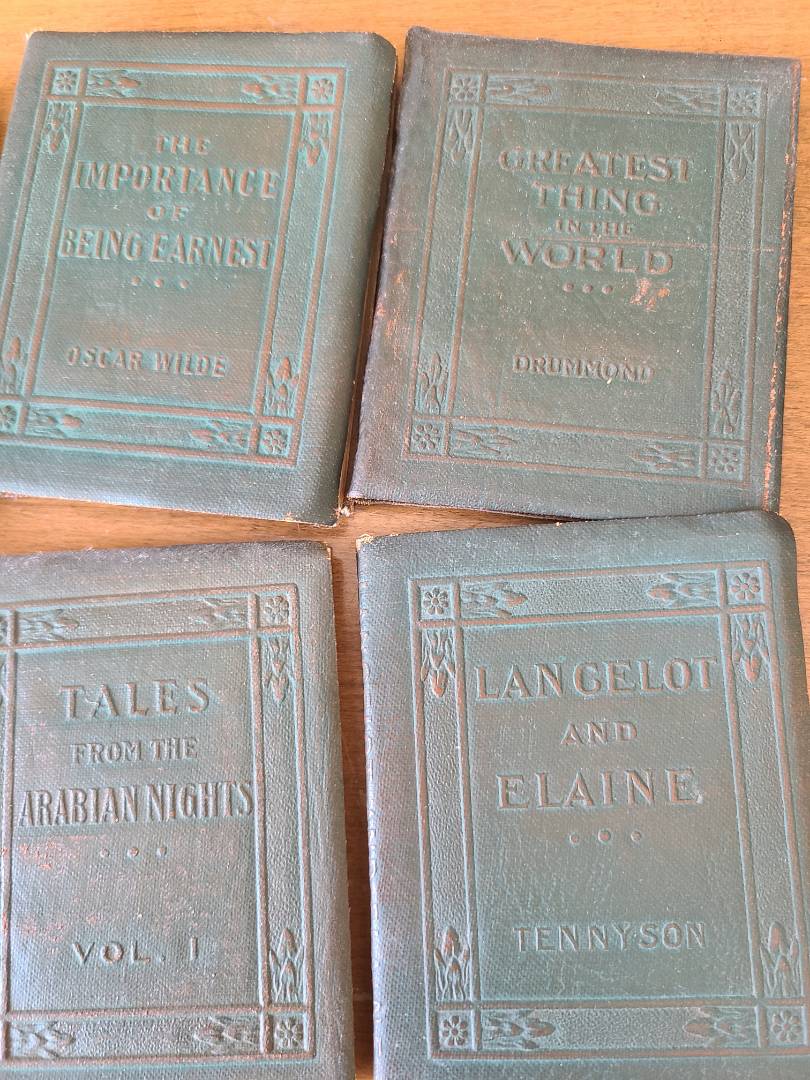 THE
IMPORTANCE
OF
BEING EARNEST
OSCAR WILDE
GREATEST
THING
IN THE
WORLD
DRUMMOND
TALES
FROM THE
ARABIAN NIGHTS
VOL. I
LANCELOT
AND
ELAINE
TENNYSON